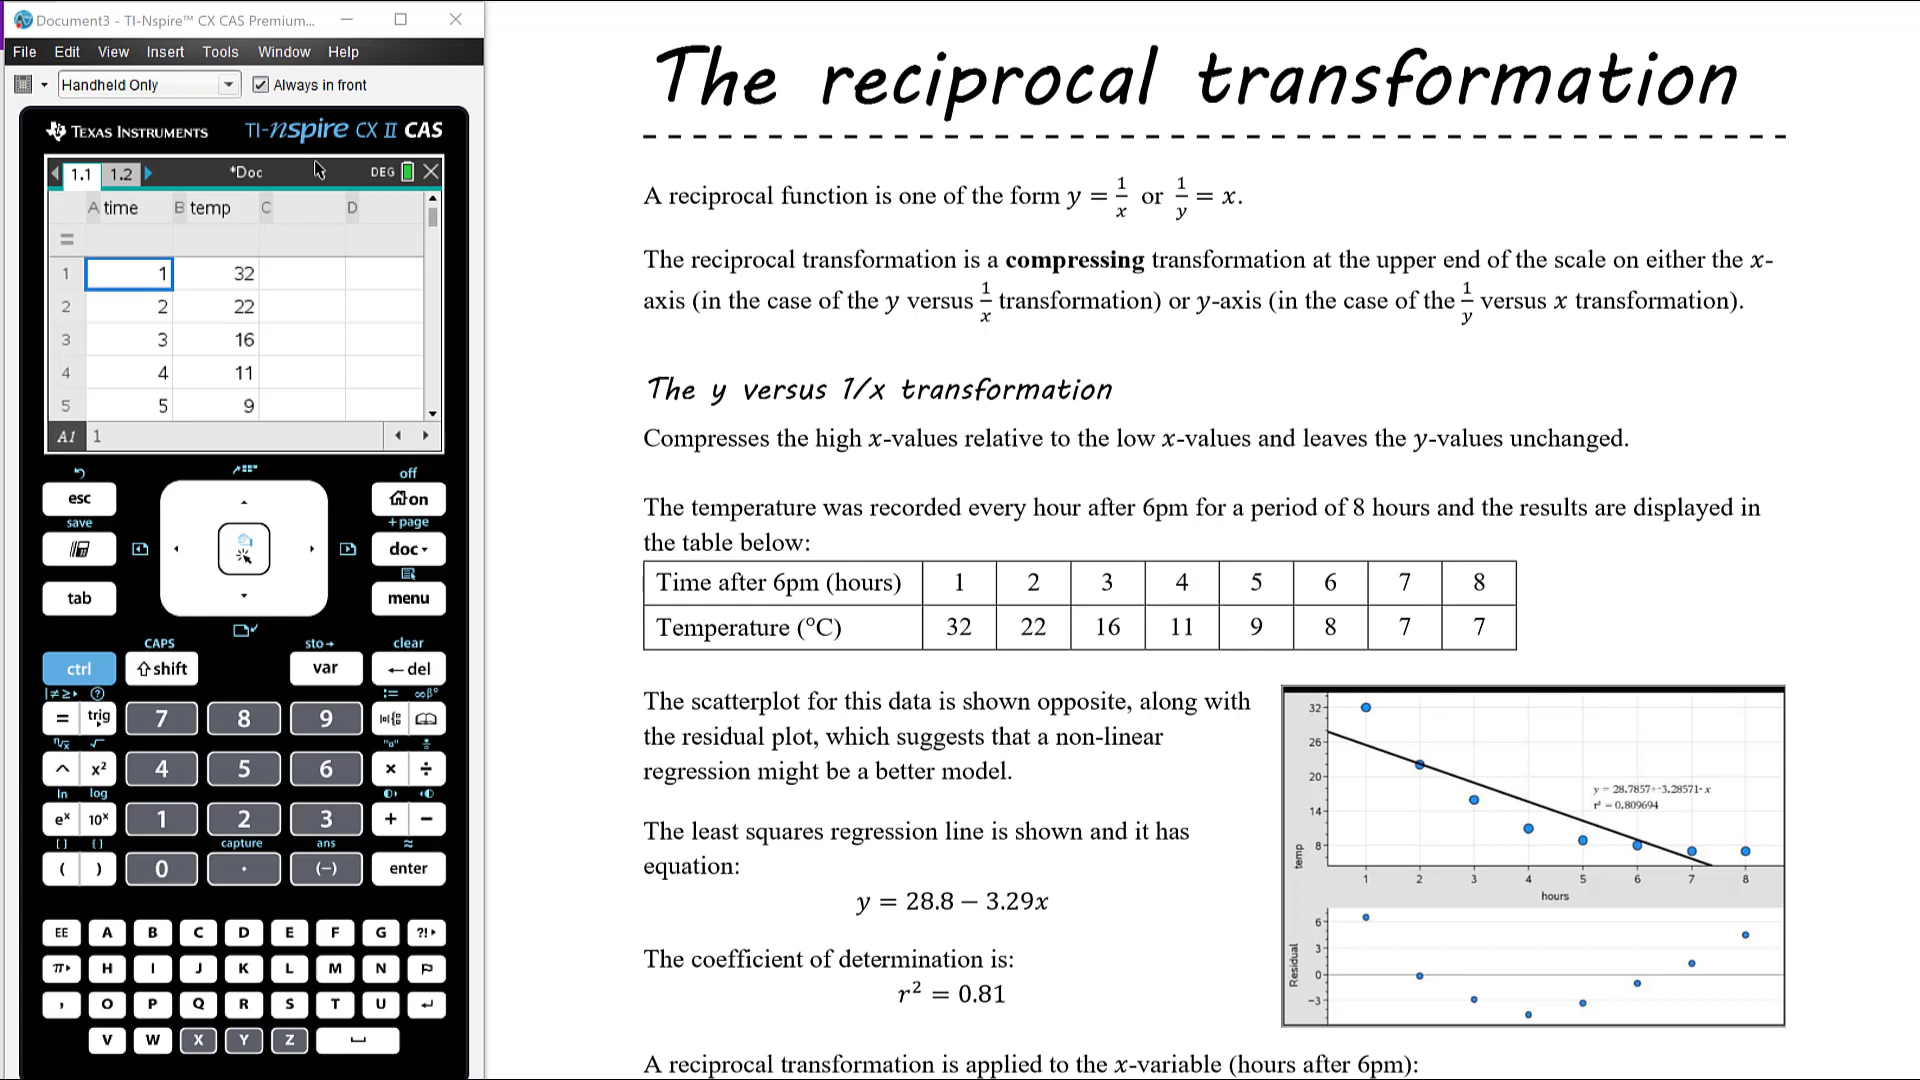 Document3 - TI-Nspire™ CX CAS Premium...
File Edit View Insert Tools Window Help
Handheld Only Always in front
TEXAS INSTRUMENTS TI-nspire CX II CAS
1.1 1.2 *Doc DEG
A time B temp C D
=
1 1 32
2 2 22
3 3 16
4 4 11
5 5 9
A1 1
off
esc on
save +page
doc
tab menu
CAPS sto→ clear
ctrl ⇧shift var ←del
|≠≥▸ ? := ∞β°
= trig 7 8 9
ⁿ√x √ "□" ÷
^ x² 4 5 6 × ÷
ln log
eˣ 10ˣ 1 2 3 + −
[ ] { } capture ans ≈
( ) 0 . (−) enter
EE A B C D E F G ?!▸
π▸ H I J K L M N
, O P Q R S T U ↵
V W X Y Z
The reciprocal transformation
A reciprocal function is one of the form y = 1/x or 1/y = x.
The reciprocal transformation is a compressing transformation at the upper end of the scale on either the x-
axis (in the case of the y versus 1/x transformation) or y-axis (in the case of the 1/y versus x transformation).
The y versus 1/x transformation
Compresses the high x-values relative to the low x-values and leaves the y-values unchanged.
The temperature was recorded every hour after 6pm for a period of 8 hours and the results are displayed in
the table below:
Time after 6pm (hours) 1 2 3 4 5 6 7 8
Temperature (°C) 32 22 16 11 9 8 7 7
The scatterplot for this data is shown opposite, along with
the residual plot, which suggests that a non-linear
regression might be a better model.
The least squares regression line is shown and it has
equation:
y = 28.8 − 3.29x
The coefficient of determination is:
r² = 0.81
A reciprocal transformation is applied to the x-variable (hours after 6pm):
32
26
20
14
8
temp
y = 28.7857+-3.28571·x
r² = 0.809694
1 2 3 4 5 6 7 8
hours
6
3
0
-3
Residual